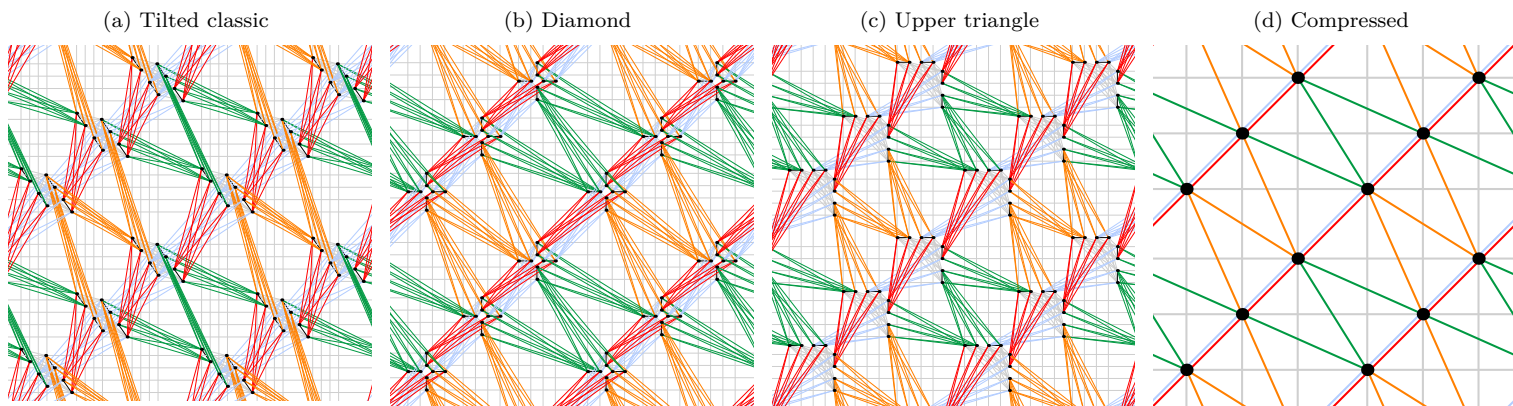 (a) Tilted classic
(b) Diamond
(c) Upper triangle
(d) Compressed